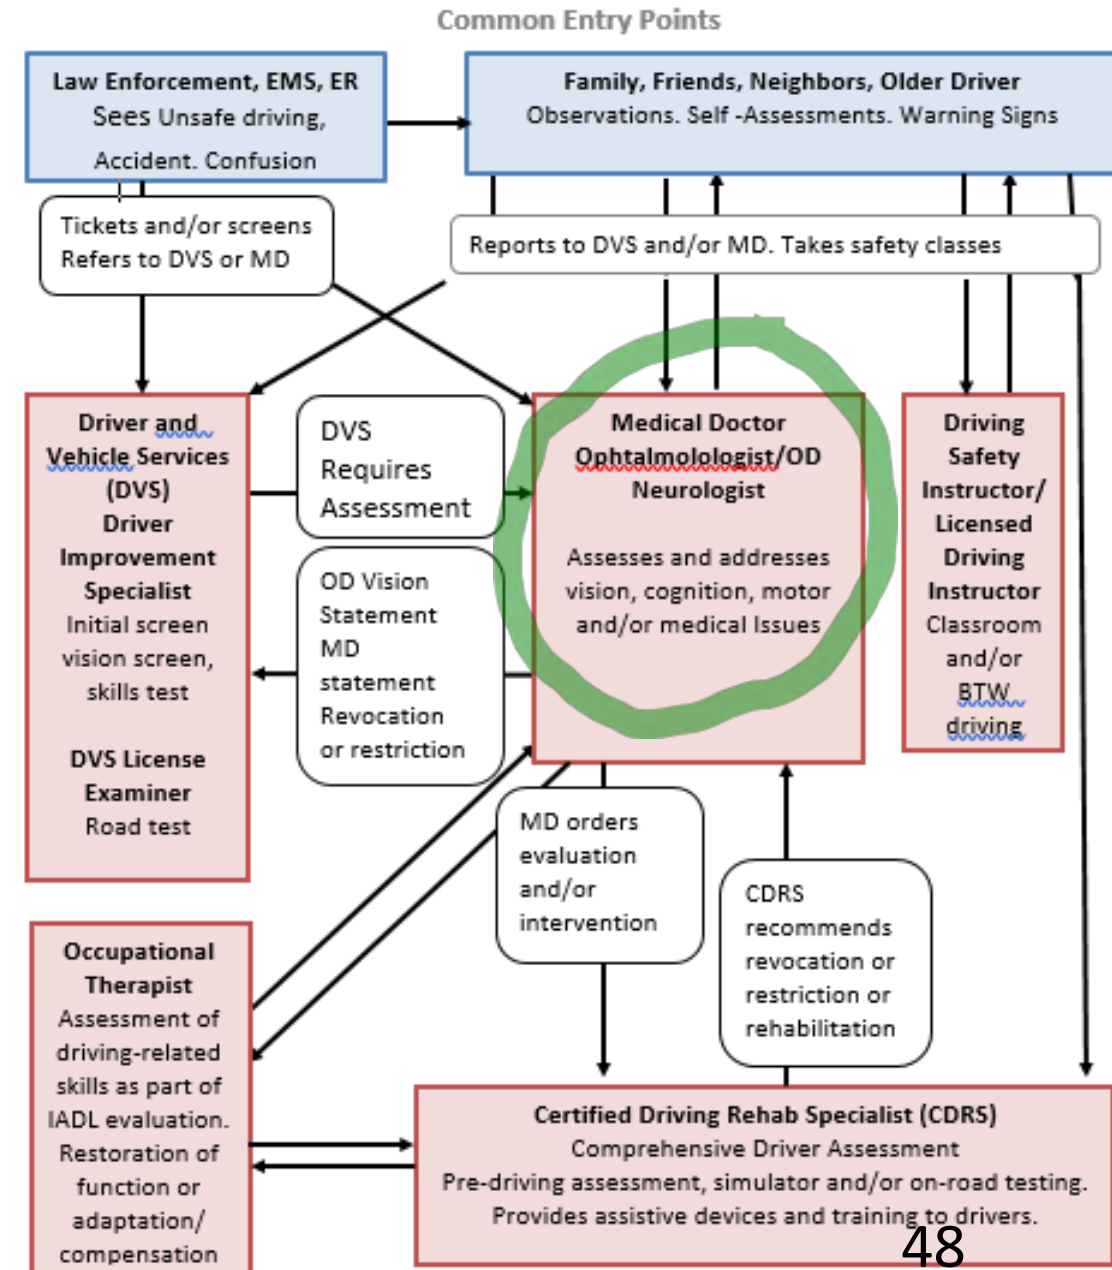 Common Entry Points
Law Enforcement, EMS, ER
Sees Unsafe driving,
Accident. Confusion
Family, Friends, Neighbors, Older Driver
Observations. Self -Assessments. Warning Signs
Tickets and/or screens
Refers to DVS or MD
Reports to DVS and/or MD. Takes safety classes
Driver and
Vehicle Services
(DVS)
Driver
Improvement
Specialist
Initial screen
vision screen,
skills test
DVS License
Examiner
Road test
DVS
Requires
Assessment
OD Vision
Statement
MD
statement
Revocation
or restriction
Medical Doctor
Ophtalmolologist/OD
Neurologist
Assesses and addresses
vision, cognition, motor
and/or medical Issues
Driving
Safety
Instructor/
Licensed
Driving
Instructor
Classroom
and/or
BTW
driving
MD orders
evaluation
and/or
intervention
CDRS
recommends
revocation or
restriction or
rehabilitation
Occupational
Therapist
Assessment of
driving-related
skills as part of
IADL evaluation.
Restoration of
function or
adaptation/
compensation
Certified Driving Rehab Specialist (CDRS)
Comprehensive Driver Assessment
Pre-driving assessment, simulator and/or on-road testing.
Provides assistive devices and training to drivers.
48